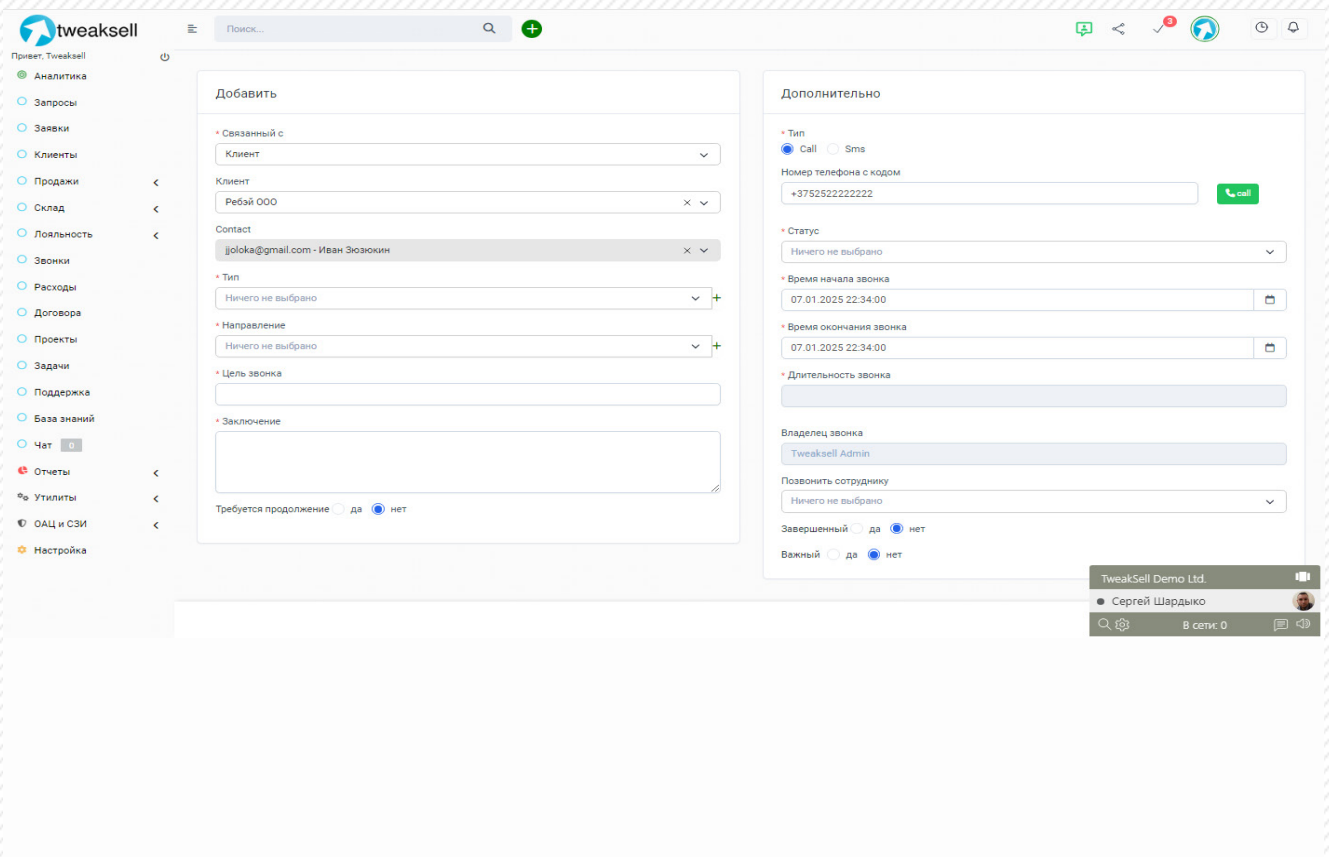 tweaksell
Поиск...
3
Привет, Tweaksell
Аналитика
Запросы
Заявки
Клиенты
Продажи
Склад
Лояльность
Звонки
Расходы
Договора
Проекты
Задачи
Поддержка
База знаний
Чат 0
Отчеты
Утилиты
ОАЦ и СЗИ
Настройка
Добавить
* Связанный с
Клиент
Клиент
Ребэй ООО
Contact
jjoloka@gmail.com - Иван Зюзюкин
* Тип
Ничего не выбрано
* Направление
Ничего не выбрано
* Цель звонка
* Заключение
Требуется продолжение да нет
Дополнительно
* Тип
Call Sms
Номер телефона с кодом
+3752522222222 call
* Статус
Ничего не выбрано
* Время начала звонка
07.01.2025 22:34:00
* Время окончания звонка
07.01.2025 22:34:00
* Длительность звонка
Владелец звонка
Tweaksell Admin
Позвонить сотруднику
Ничего не выбрано
Завершенный да нет
Важный да нет
TweakSell Demo Ltd.
Сергей Шардыко
В сети: 0